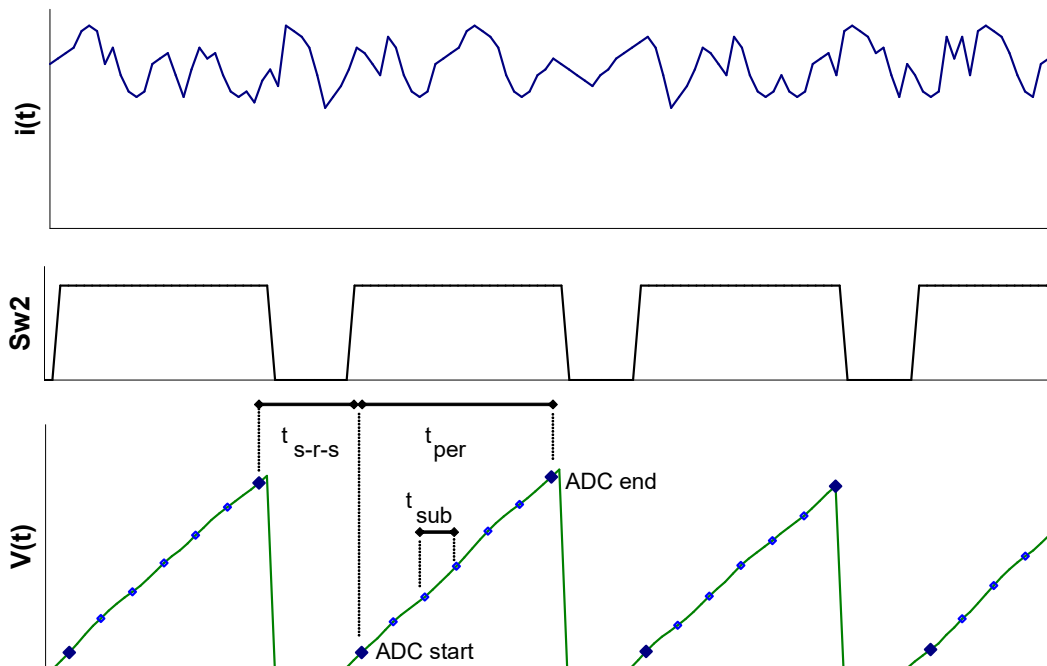 i(t)
Sw2
t s-r-s
t per
ADC end
t sub
V(t)
ADC start